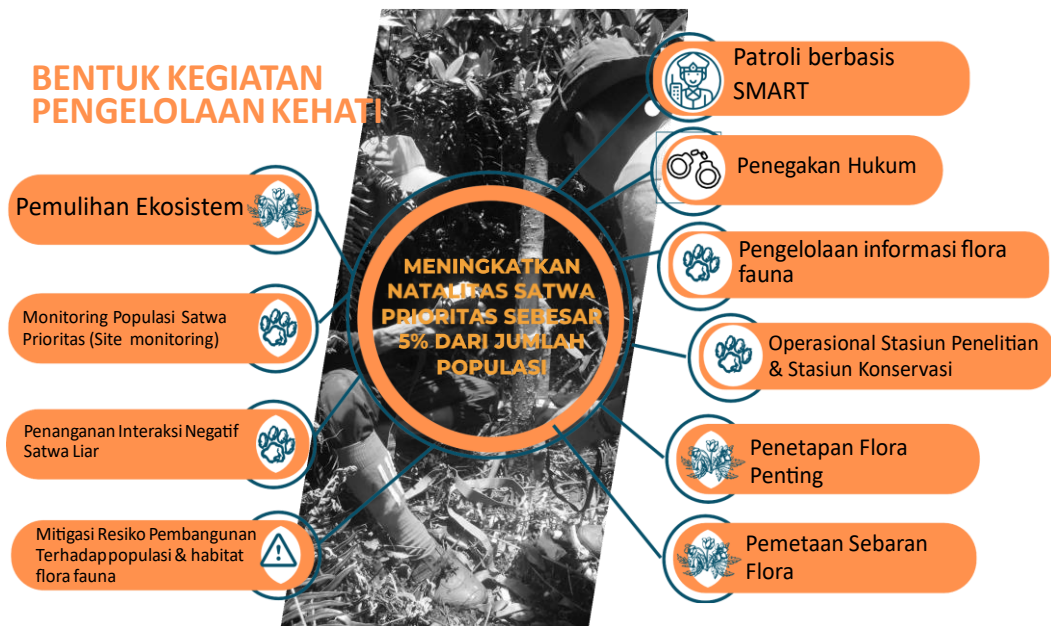 BENTUK KEGIATAN
PENGELOLAAN KEHATI
Pemulihan Ekosistem
Monitoring Populasi Satwa
Prioritas (Site monitoring)
Penanganan Interaksi Negatif
Satwa Liar
Mitigasi Resiko Pembangunan
Terhadap populasi & habitat
flora fauna
MENINGKATKAN
NATALITAS SATWA
PRIORITAS SEBESAR
5% DARI JUMLAH
POPULASI
Patroli berbasis
SMART
Penegakan Hukum
Pengelolaan informasi flora
fauna
Operasional Stasiun Penelitian
& Stasiun Konservasi
Penetapan Flora
Penting
Pemetaan Sebaran
Flora